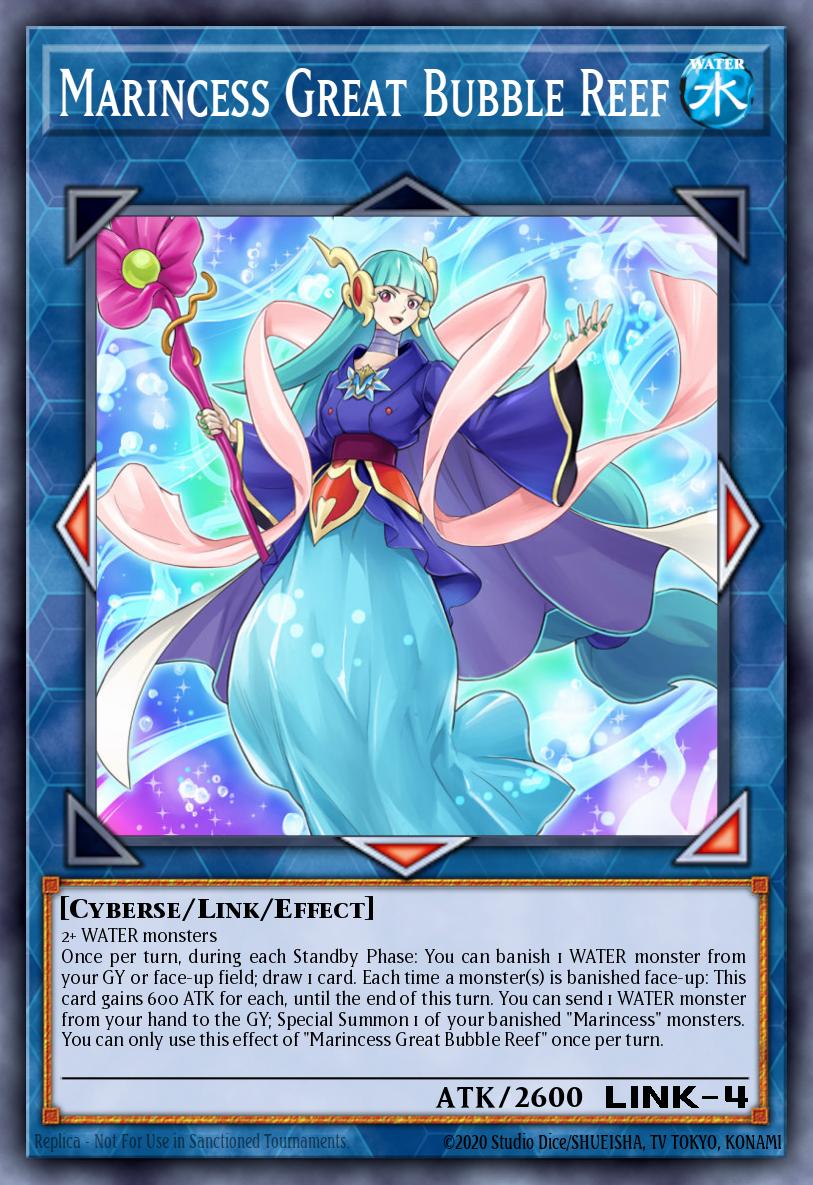 Marincess Great Bubble Reef
WATER
水
[Cyberse/Link/Effect]
2+ WATER monsters
Once per turn, during each Standby Phase: You can banish 1 WATER monster from
your GY or face-up field; draw 1 card. Each time a monster(s) is banished face-up: This
card gains 600 ATK for each, until the end of this turn. You can send 1 WATER monster
from your hand to the GY; Special Summon 1 of your banished "Marincess" monsters.
You can only use this effect of "Marincess Great Bubble Reef" once per turn.
ATK/2600 LINK-4
Replica - Not For Use in Sanctioned Tournaments.
©2020 Studio Dice/SHUEISHA, TV TOKYO, KONAMI